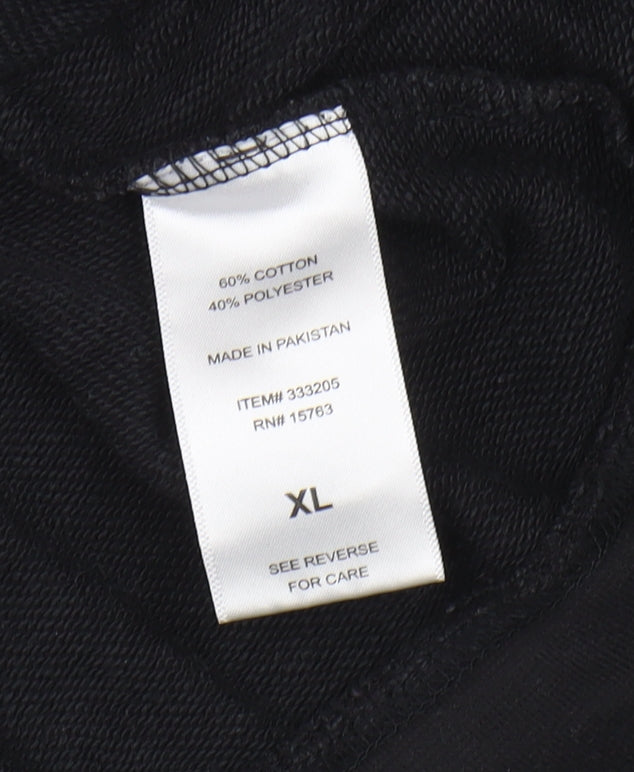 60% COTTON
40% POLYESTER
MADE IN PAKISTAN
ITEM# 333205
RN# 15763
XL
SEE REVERSE
FOR CARE